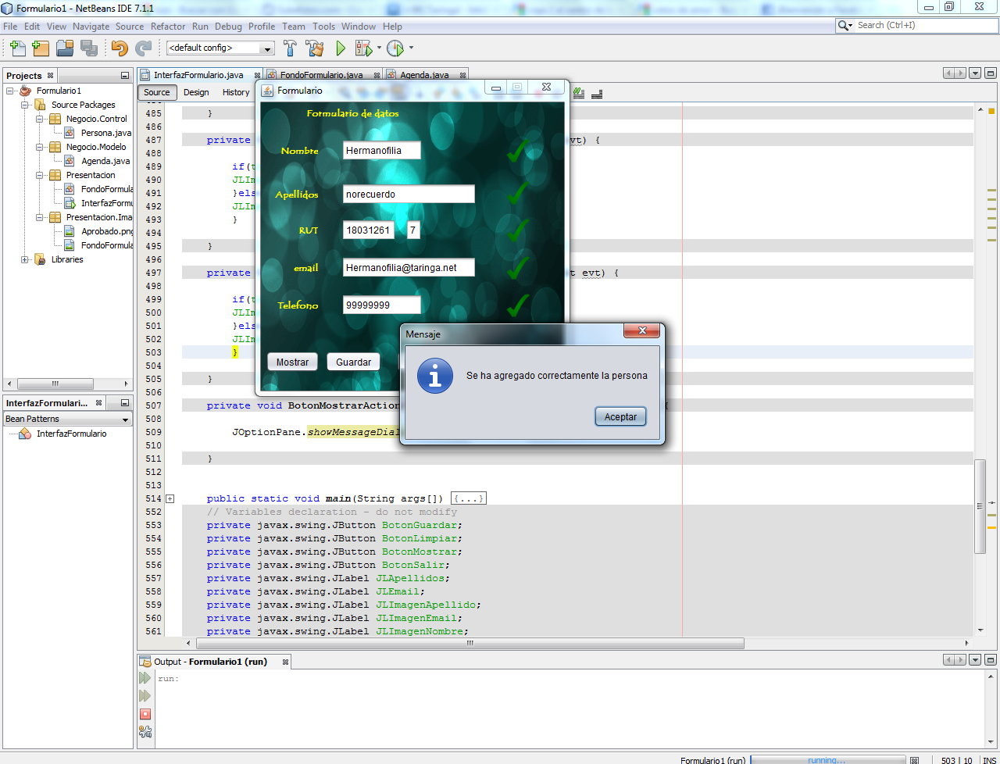 Formulario1 - NetBeans IDE 7.1.1
File Edit View Navigate Source Refactor Run Debug Profile Team Tools Window Help
Search (Ctrl+I)
<default config>
Projects
Formulario1
Source Packages
Negocio.Control
Persona.java
Negocio.Modelo
Agenda.java
Presentacion
FondoFormula
InterfazFormu
Presentacion.Ima
Aprobado.png
FondoFormula
Libraries
InterfazFormulari...
Bean Patterns
InterfazFormulario
InterfazFormulario.java FondoFormulario.java Agenda.java
Source Design History
485 }
486
487 private vt) {
488
489 if(t
490 JLIm
491 }els
492 JLIm
493 }
494
495 }
496
497 private t evt) {
498
499 if(t
500 JLIm
501 }els
502 JLIm
503 }
504
505 }
506
507 private void BotonMostrarAction {
508
509 JOptionPane.showMessageDial
510
511 }
512
513
514 public static void main(String args[]) {...}
552 // Variables declaration - do not modify
553 private javax.swing.JButton BotonGuardar;
554 private javax.swing.JButton BotonLimpiar;
555 private javax.swing.JButton BotonMostrar;
556 private javax.swing.JButton BotonSalir;
557 private javax.swing.JLabel JLApellidos;
558 private javax.swing.JLabel JLEmail;
559 private javax.swing.JLabel JLImagenApellido;
560 private javax.swing.JLabel JLImagenEmail;
561 private javax.swing.JLabel JLImagenNombre;
Formulario
Formulario de datos
Nombre Hermanofilia
Apellidos norecuerdo
RUT 18031261 7
email Hermanofilia@taringa.net
Telefono 99999999
Mostrar Guardar
Mensaje
Se ha agregado correctamente la persona
Aceptar
Output - Formulario1 (run)
run:
Formulario1 (run) running... 503 | 10 INS